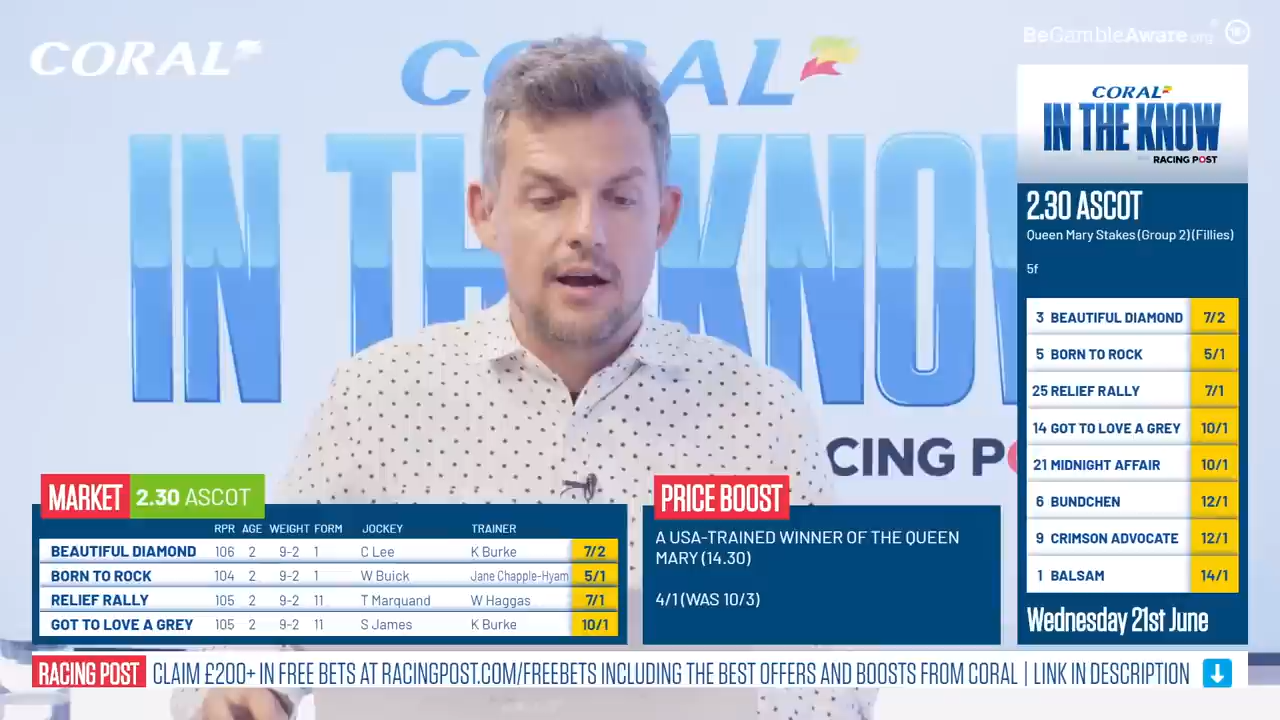 CORAL
CORAL
BeGambleAware.org 18+
IN THE KNOW
CING P
CORAL
IN THE KNOW
RACING POST
2.30 ASCOT
Queen Mary Stakes (Group 2) (Fillies)
5f
3 BEAUTIFUL DIAMOND 7/2
5 BORN TO ROCK 5/1
25 RELIEF RALLY 7/1
14 GOT TO LOVE A GREY 10/1
21 MIDNIGHT AFFAIR 10/1
6 BUNDCHEN 12/1
9 CRIMSON ADVOCATE 12/1
1 BALSAM 14/1
Wednesday 21st June
MARKET 2.30 ASCOT
RPR AGE WEIGHT FORM JOCKEY TRAINER
BEAUTIFUL DIAMOND 106 2 9-2 1 C Lee K Burke 7/2
BORN TO ROCK 104 2 9-2 1 W Buick Jane Chapple-Hyam 5/1
RELIEF RALLY 105 2 9-2 11 T Marquand W Haggas 7/1
GOT TO LOVE A GREY 105 2 9-2 11 S James K Burke 10/1
PRICE BOOST
A USA-TRAINED WINNER OF THE QUEEN
MARY (14.30)
4/1 (WAS 10/3)
RACING POST CLAIM £200+ IN FREE BETS AT RACINGPOST.COM/FREEBETS INCLUDING THE BEST OFFERS AND BOOSTS FROM CORAL | LINK IN DESCRIPTION